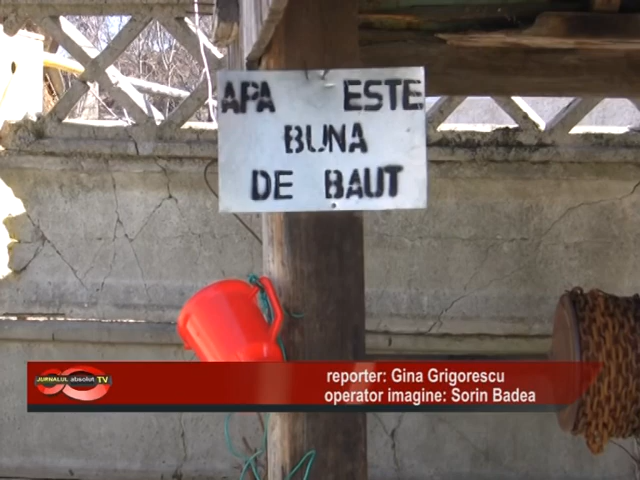 APA ESTE
BUNA
DE BAUT
JURNALUL absolut TV
reporter: Gina Grigorescu
operator imagine: Sorin Badea